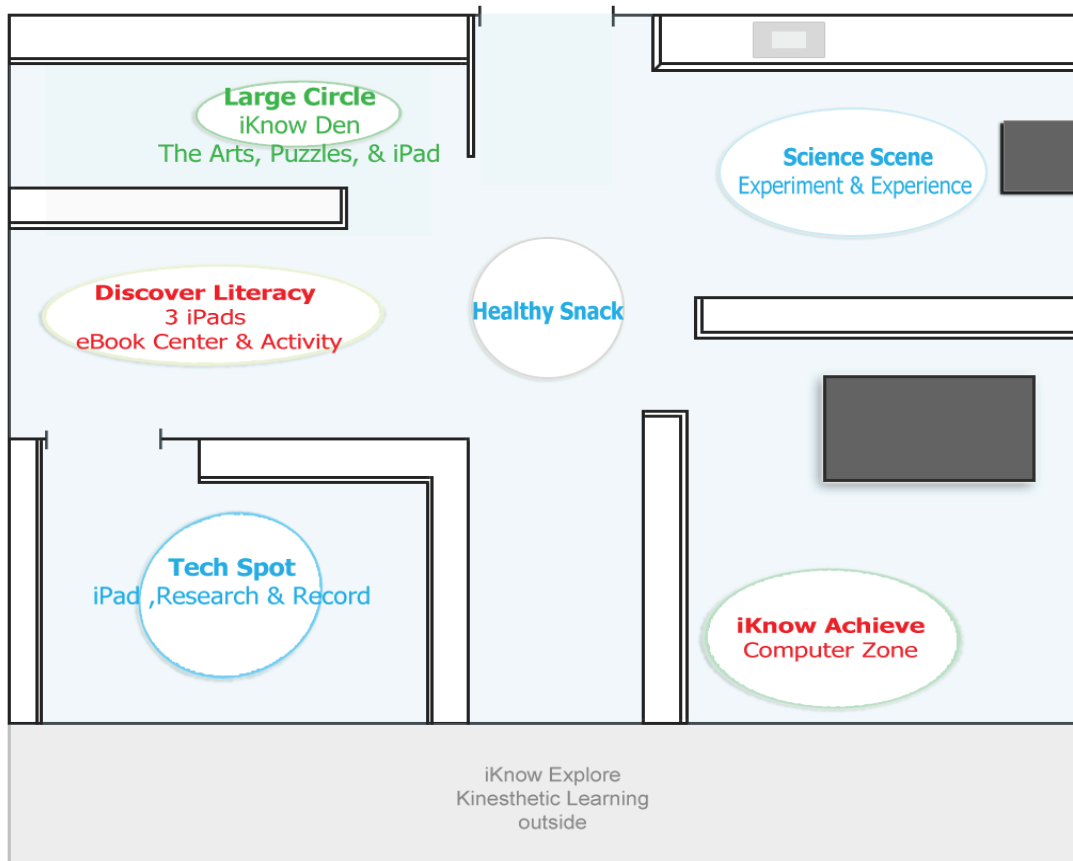 Large Circle
iKnow Den
The Arts, Puzzles, & iPad
Science Scene
Experiment & Experience
Discover Literacy
3 iPads
eBook Center & Activity
Healthy Snack
Tech Spot
iPad ,Research & Record
iKnow Achieve
Computer Zone
iKnow Explore
Kinesthetic Learning
outside